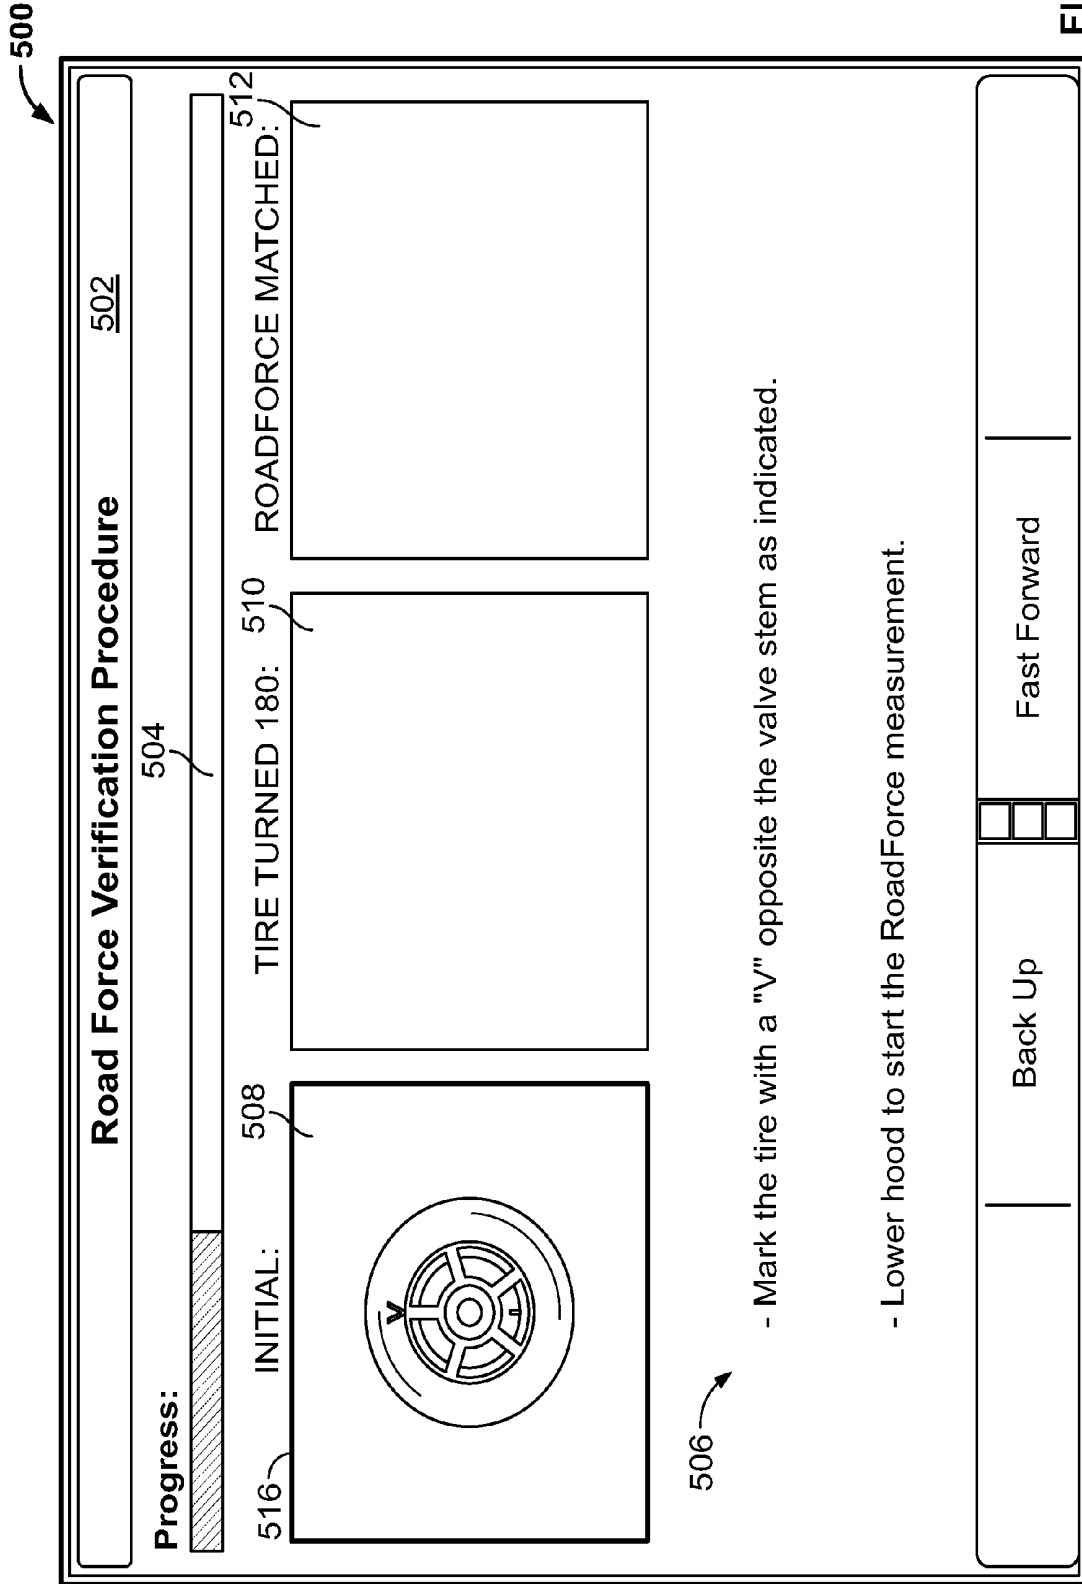 500
Road Force Verification Procedure 502
Progress:
504
INITIAL:
TIRE TURNED 180:
ROADFORCE MATCHED:
516
508
510
512
V
506
- Mark the tire with a "V" opposite the valve stem as indicated.
- Lower hood to start the RoadForce measurement.
Back Up
Fast Forward